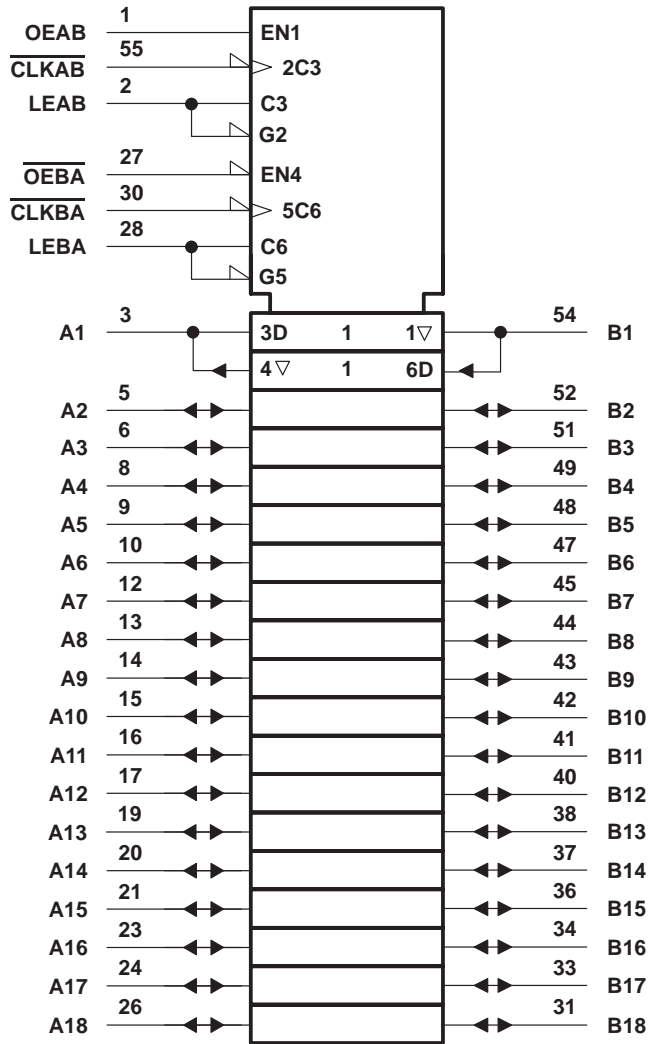 1
OEAB EN1
55
CLKAB 2C3
2
LEAB C3
G2
27
OEBA EN4
30
CLKBA 5C6
28
LEBA C6
G5
3 54
A1 3D 1 1▽ B1
4▽ 1 6D
5 52
A2 B2
6 51
A3 B3
8 49
A4 B4
9 48
A5 B5
10 47
A6 B6
12 45
A7 B7
13 44
A8 B8
14 43
A9 B9
15 42
A10 B10
16 41
A11 B11
17 40
A12 B12
19 38
A13 B13
20 37
A14 B14
21 36
A15 B15
23 34
A16 B16
24 33
A17 B17
26 31
A18 B18